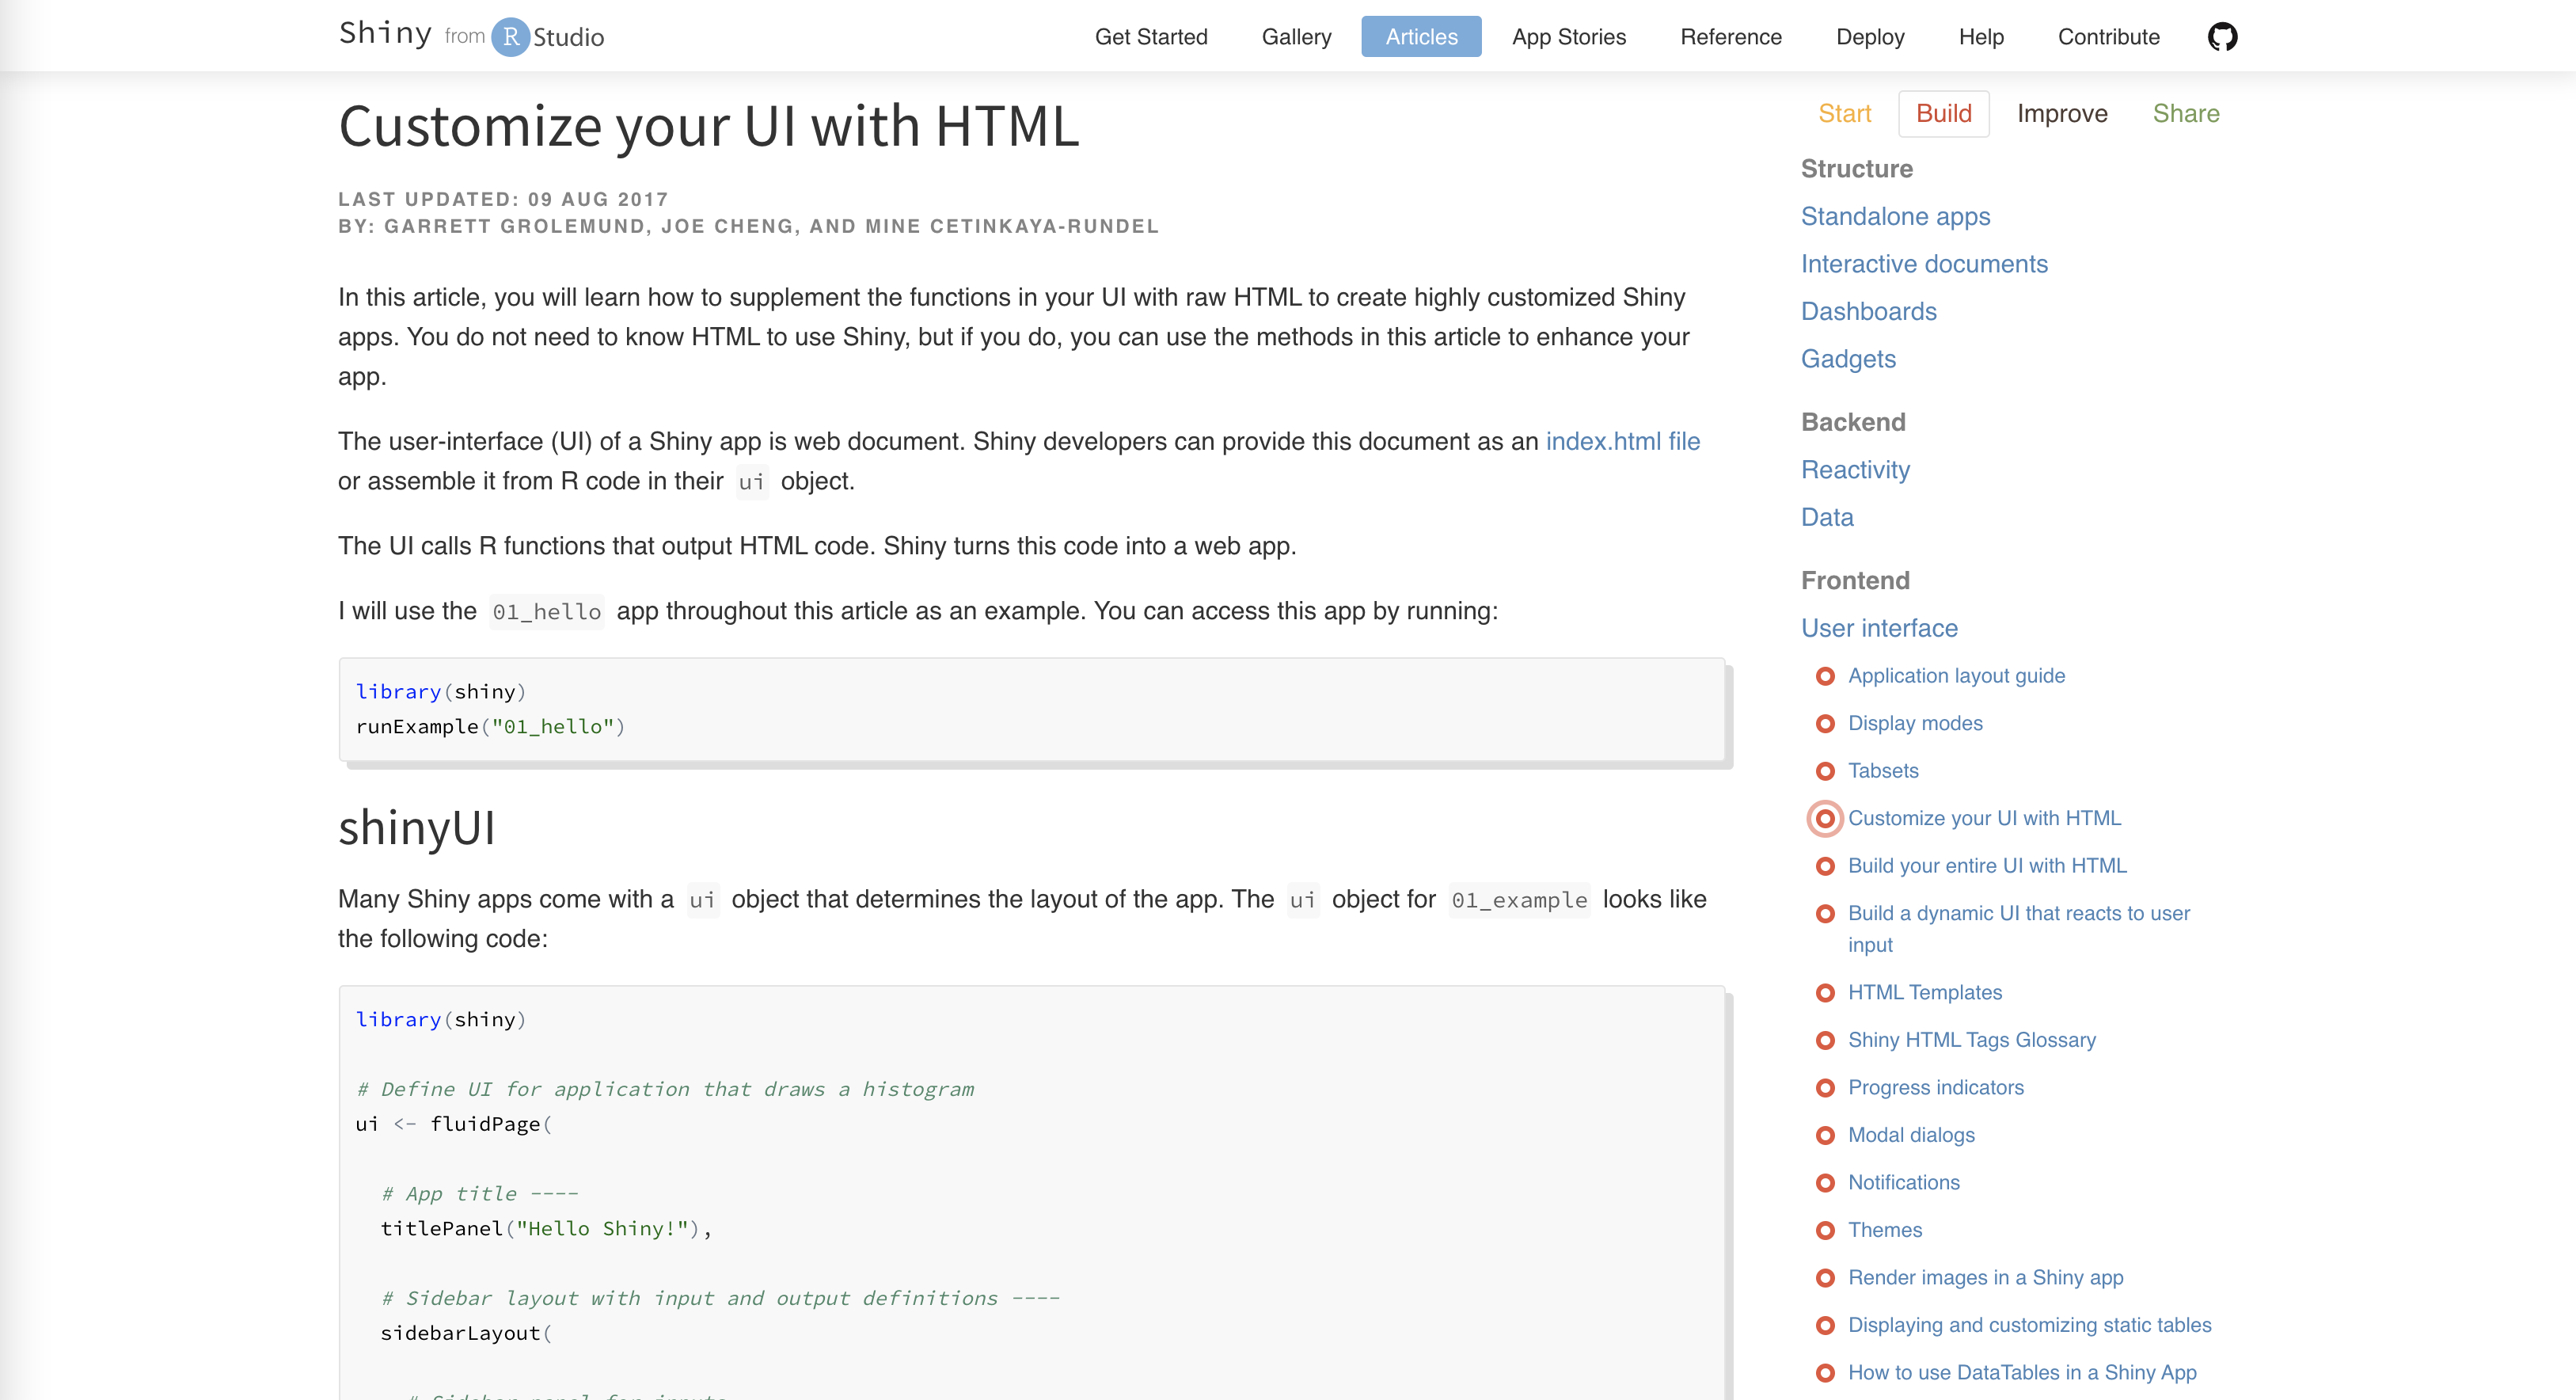 Shiny from R Studio
Get Started Gallery Articles App Stories Reference Deploy Help Contribute
Customize your UI with HTML
LAST UPDATED: 09 AUG 2017
BY: GARRETT GROLEMUND, JOE CHENG, AND MINE CETINKAYA-RUNDEL
In this article, you will learn how to supplement the functions in your UI with raw HTML to create highly customized Shiny
apps. You do not need to know HTML to use Shiny, but if you do, you can use the methods in this article to enhance your
app.
The user-interface (UI) of a Shiny app is web document. Shiny developers can provide this document as an index.html file
or assemble it from R code in their ui object.
The UI calls R functions that output HTML code. Shiny turns this code into a web app.
I will use the 01_hello app throughout this article as an example. You can access this app by running:
library(shiny)
runExample("01_hello")
shinyUI
Many Shiny apps come with a ui object that determines the layout of the app. The ui object for 01_example looks like
the following code:
library(shiny)
# Define UI for application that draws a histogram
ui <- fluidPage(
# App title ----
titlePanel("Hello Shiny!"),
# Sidebar layout with input and output definitions ----
sidebarLayout(
# Sidebar panel for inputs
Start Build Improve Share
Structure
Standalone apps
Interactive documents
Dashboards
Gadgets
Backend
Reactivity
Data
Frontend
User interface
Application layout guide
Display modes
Tabsets
Customize your UI with HTML
Build your entire UI with HTML
Build a dynamic UI that reacts to user
input
HTML Templates
Shiny HTML Tags Glossary
Progress indicators
Modal dialogs
Notifications
Themes
Render images in a Shiny app
Displaying and customizing static tables
How to use DataTables in a Shiny App